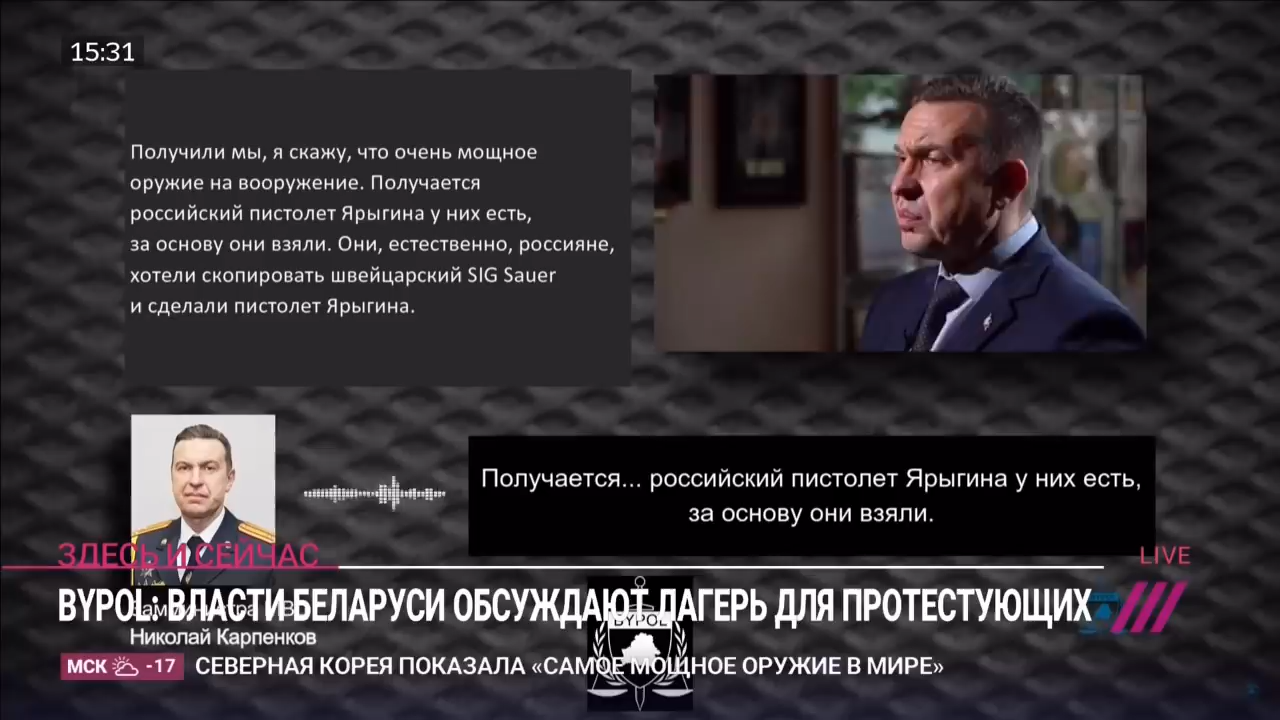 15:31
Получили мы, я скажу, что очень мощное
оружие на вооружение. Получается
российский пистолет Ярыгина у них есть,
за основу они взяли. Они, естественно, россияне,
хотели скопировать швейцарский SIG Sauer
и сделали пистолет Ярыгина.
Получается... российский пистолет Ярыгина у них есть,
за основу они взяли.
ЗДЕСЬ И СЕЙЧАС
LIVE
BYPOL: ВЛАСТИ БЕЛАРУСИ ОБСУЖДАЮТ ЛАГЕРЬ ДЛЯ ПРОТЕСТУЮЩИХ
BYPOL
Николай Карпенков
МСК -17
СЕВЕРНАЯ КОРЕЯ ПОКАЗАЛА «САМОЕ МОЩНОЕ ОРУЖИЕ В МИРЕ»